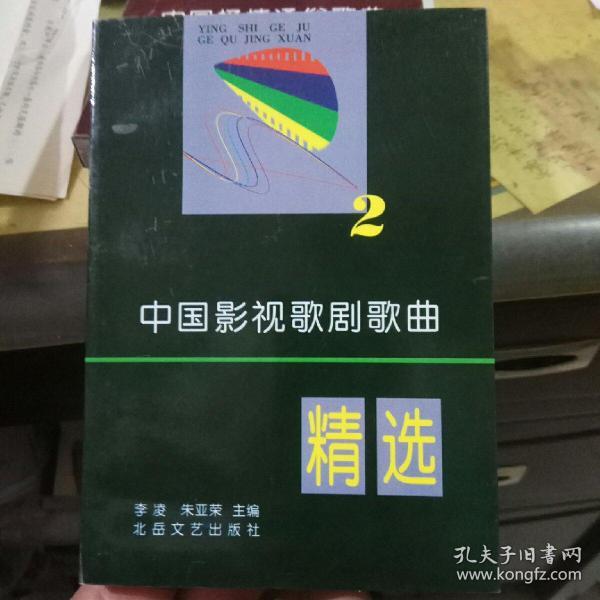 YING SHI GE JU
GE QU JING XUAN
2
中国影视歌剧歌曲
精选
李凌 朱亚荣 主编
北岳文艺出版社
孔夫子旧书网
www.kongfz.com